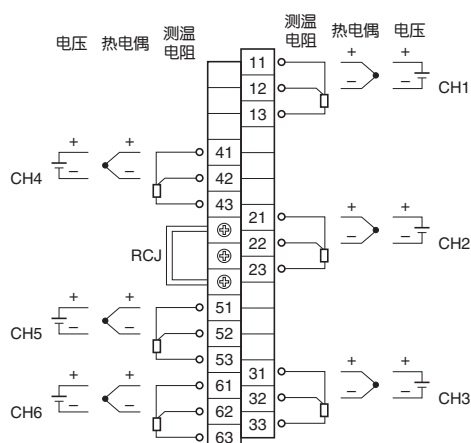 电压 热电偶 测温电阻
测温电阻 热电偶 电压
11
12
13
+ + CH1
− −
41
42
43
+ + CH4
− −
21
22
23
+ + CH2
− −
RCJ
51
52
53
+ + CH5
− −
31
32
33
+ + CH3
− −
61
62
63
+ + CH6
− −